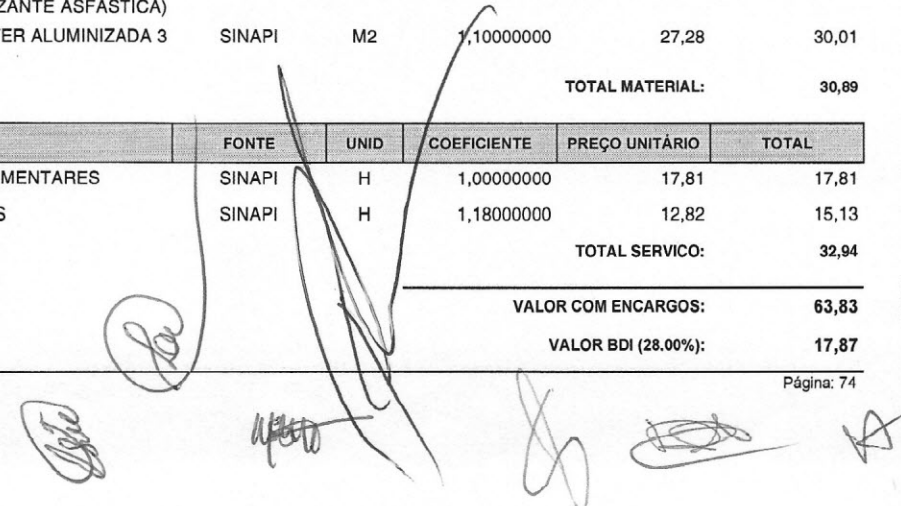 ZANTE ASFASTICA)
ER ALUMINIZADA 3 SINAPI M2 1,10000000 27,28 30,01
TOTAL MATERIAL: 30,89
FONTE UNID COEFICIENTE PREÇO UNITÁRIO TOTAL
MENTARES SINAPI H 1,00000000 17,81 17,81
S SINAPI H 1,18000000 12,82 15,13
TOTAL SERVICO: 32,94
VALOR COM ENCARGOS: 63,83
VALOR BDI (28.00%): 17,87
Página: 74